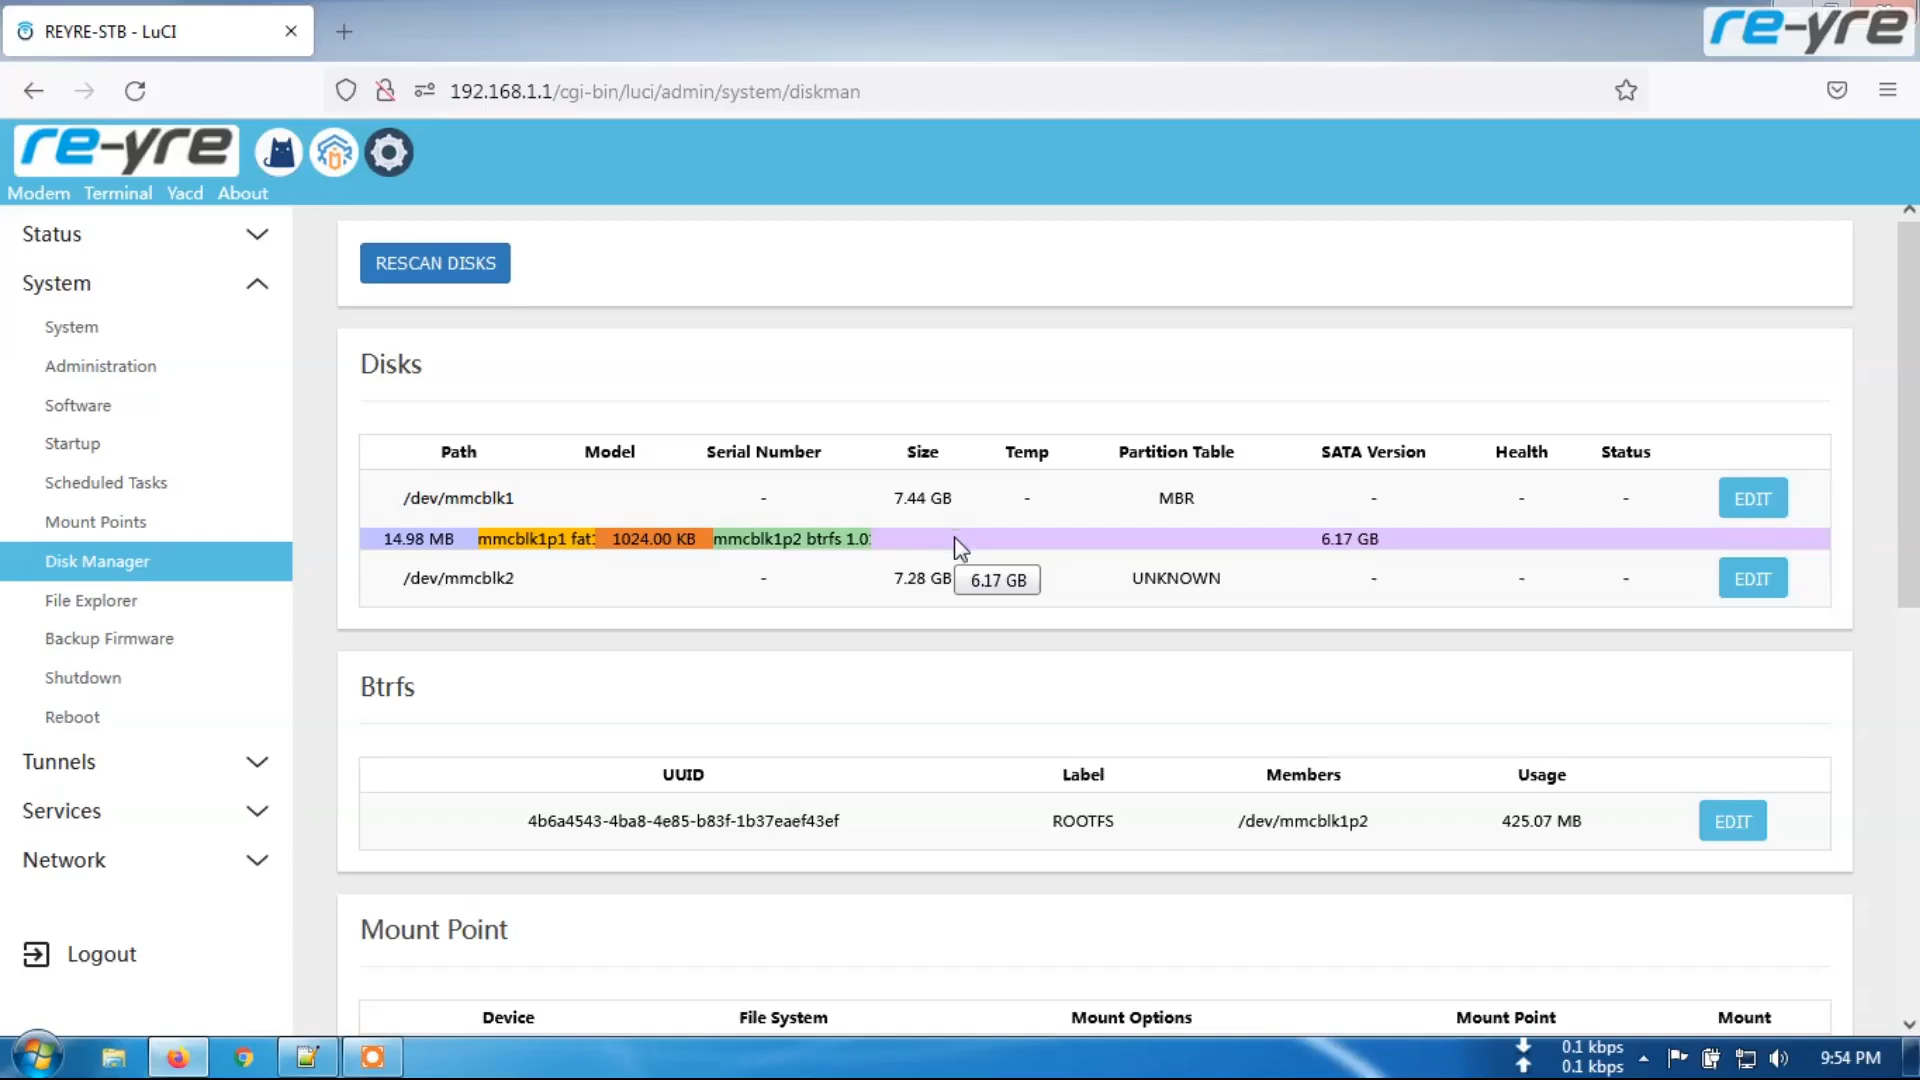 REYRE-STB - LuCI
re-yre
192.168.1.1/cgi-bin/luci/admin/system/diskman
re-yre
Modem Terminal Yacd About
Status
System
System
Administration
Software
Startup
Scheduled Tasks
Mount Points
Disk Manager
File Explorer
Backup Firmware
Shutdown
Reboot
Tunnels
Services
Network
Logout
RESCAN DISKS
Disks
Path Model Serial Number Size Temp Partition Table SATA Version Health Status
/dev/mmcblk1 - 7.44 GB - MBR - - - EDIT
14.98 MB mmcblk1p1 fat1 1024.00 KB mmcblk1p2 btrfs 1.0 6.17 GB
/dev/mmcblk2 - 7.28 GB UNKNOWN - - - EDIT
6.17 GB
Btrfs
UUID Label Members Usage
4b6a4543-4ba8-4e85-b83f-1b37eaef43ef ROOTFS /dev/mmcblk1p2 425.07 MB EDIT
Mount Point
Device File System Mount Options Mount Point Mount
0.1 kbps
0.1 kbps
9:54 PM